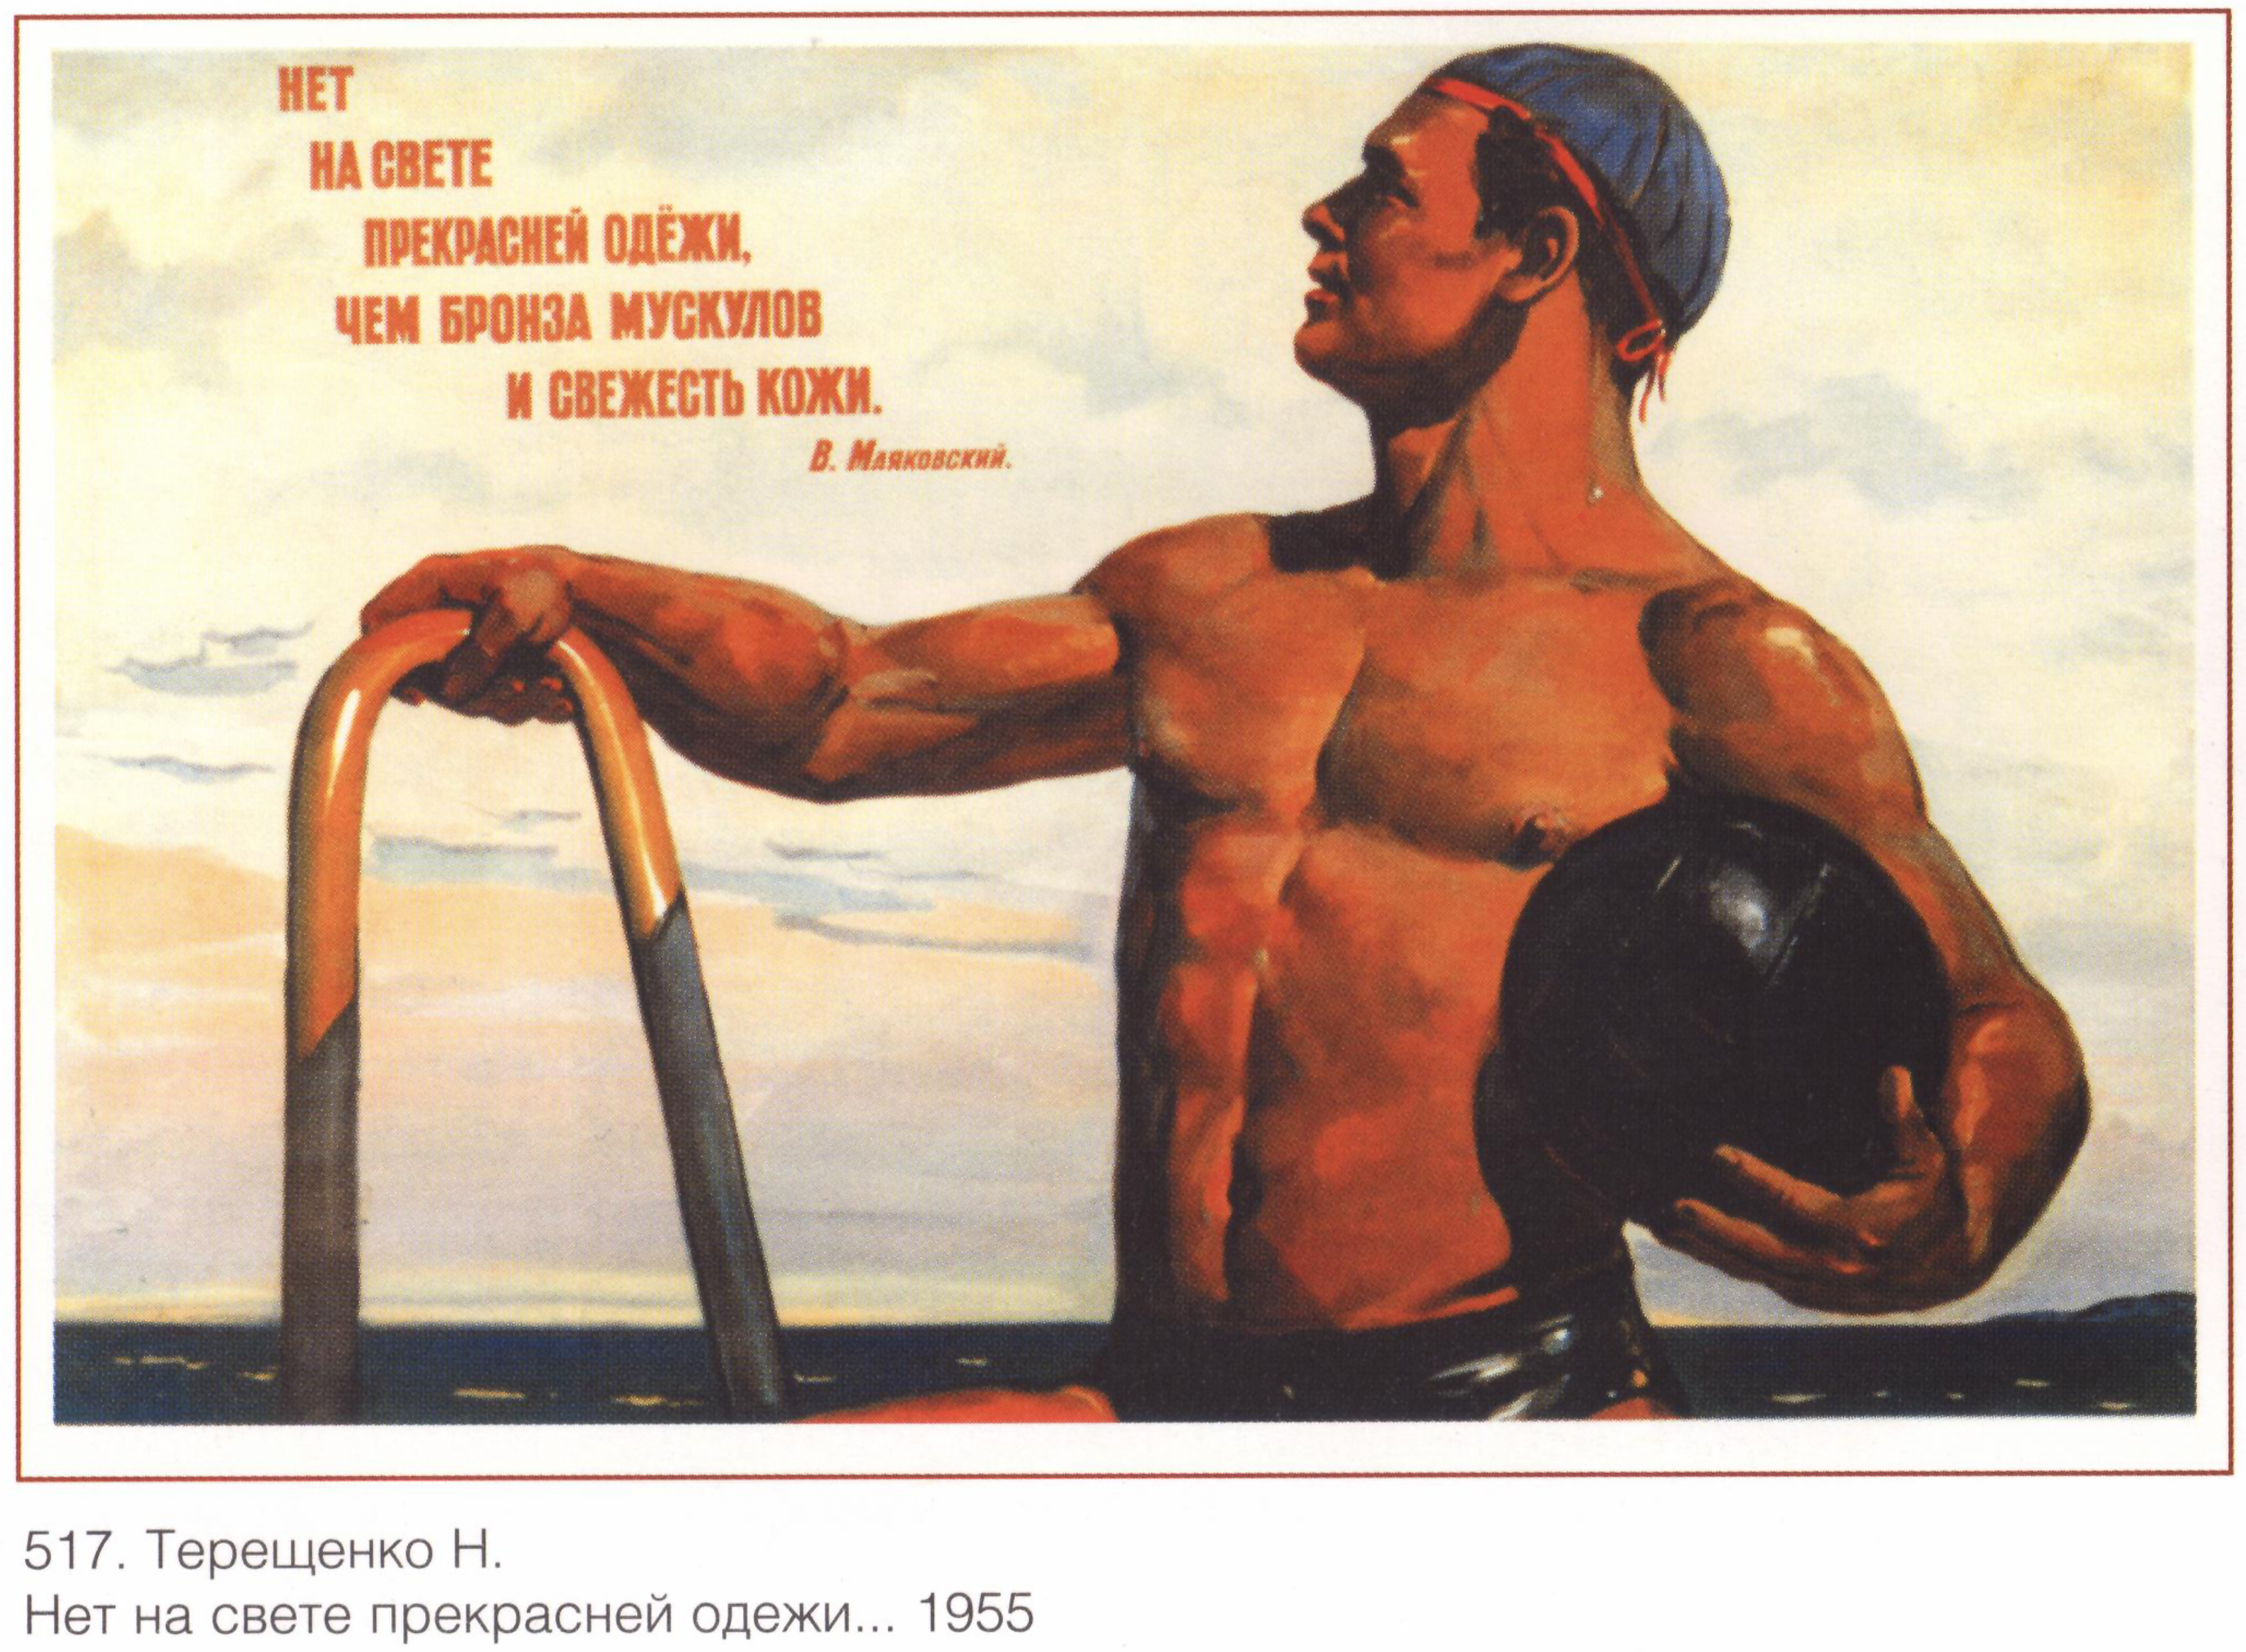 НЕТ
НА СВЕТЕ
ПРЕКРАСНЕЙ ОДЁЖИ,
ЧЕМ БРОНЗА МУСКУЛОВ
И СВЕЖЕСТЬ КОЖИ.
В. Маяковский.
517. Терещенко Н.
Нет на свете прекрасней одежи... 1955